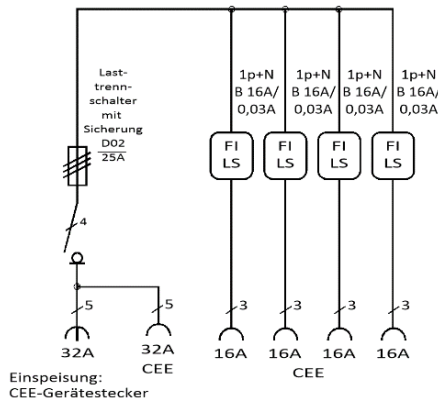 Last-
trenn-
schalter
mit
Sicherung
D02
25A
1p+N
B 16A/
0,03A
1p+N
B 16A/
0,03A
1p+N
B 16A/
0,03A
1p+N
B 16A/
0,03A
FI
LS
FI
LS
FI
LS
FI
LS
4
5
5
3
3
3
3
32A
32A
CEE
16A
16A
16A
16A
CEE
Einspeisung:
CEE-Gerätestecker